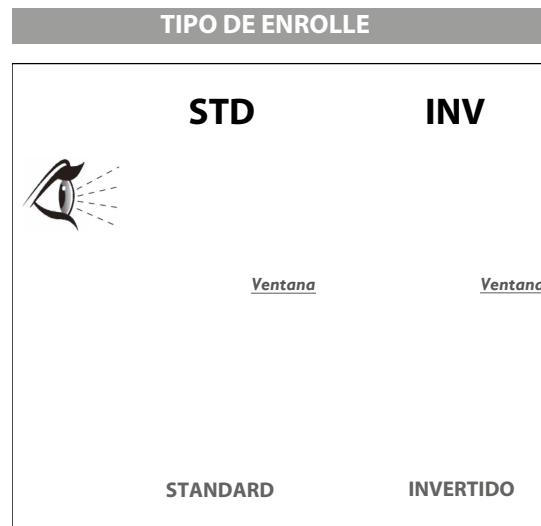 TIPO DE ENROLLE
STD INV
Ventana Ventana
STANDARD INVERTIDO